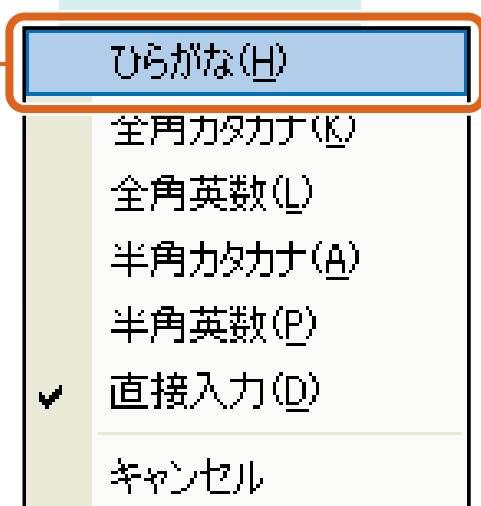 ひらがな(H)
全角カタカナ(K)
全角英数(L)
半角カタカナ(A)
半角英数(P)
直接入力(D)
キャンセル